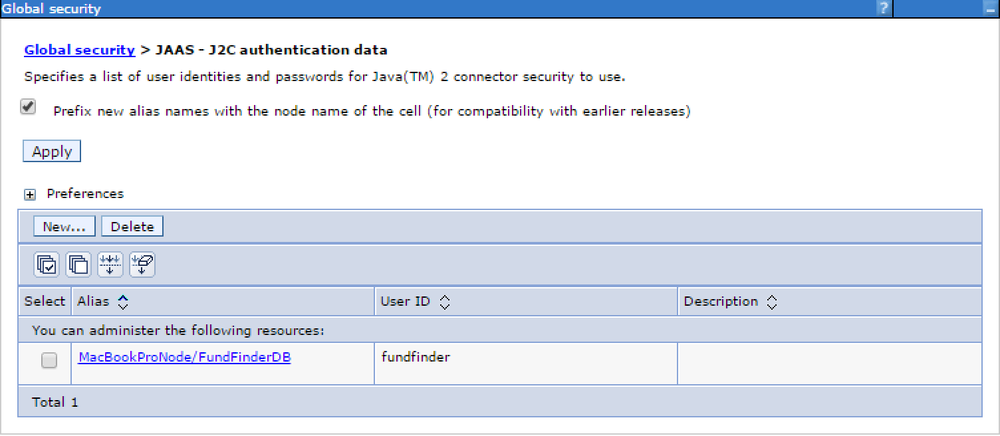 Global security
?
Global security > JAAS - J2C authentication data
Specifies a list of user identities and passwords for Java(TM) 2 connector security to use.
Prefix new alias names with the node name of the cell (for compatibility with earlier releases)
Apply
Preferences
New... Delete
Select Alias User ID Description
You can administer the following resources:
MacBookProNode/FundFinderDB fundfinder
Total 1